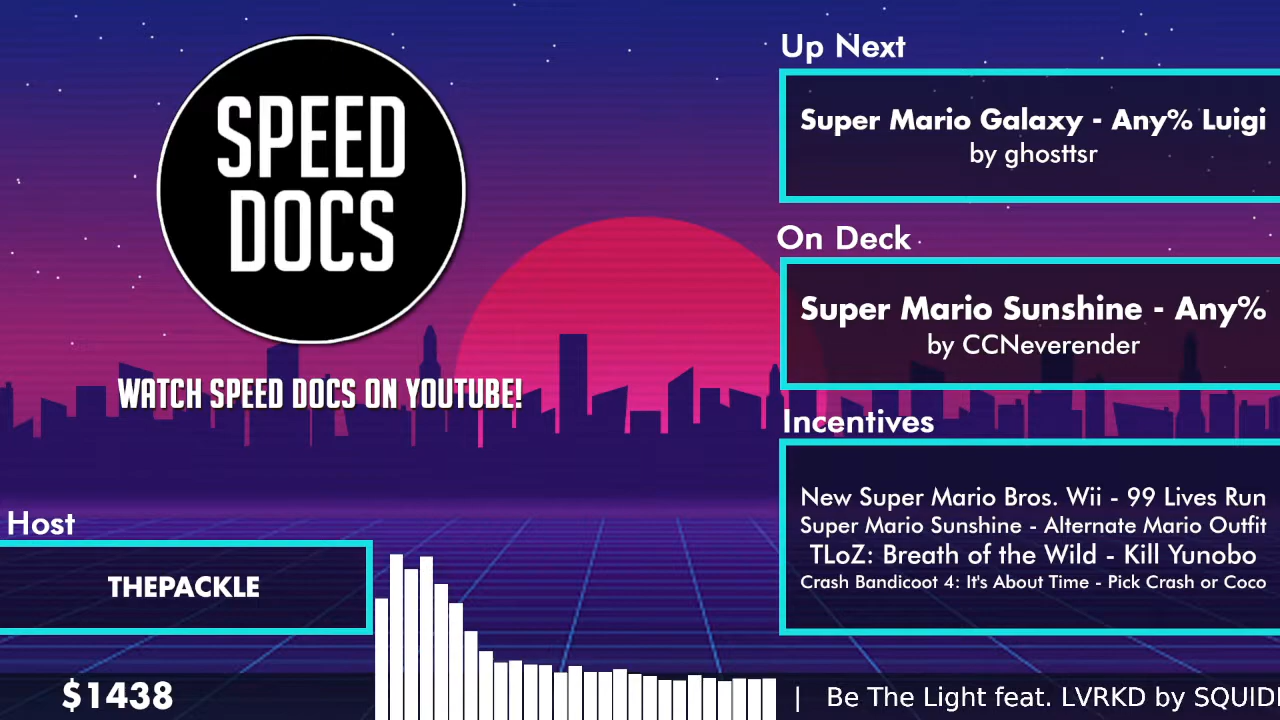 SPEED
DOCS
WATCH SPEED DOCS ON YOUTUBE!
Up Next
Super Mario Galaxy - Any% Luigi
by ghosttsr
On Deck
Super Mario Sunshine - Any%
by CCNeverender
Incentives
New Super Mario Bros. Wii - 99 Lives Run
Super Mario Sunshine - Alternate Mario Outfit
TLoZ: Breath of the Wild - Kill Yunobo
Crash Bandicoot 4: It's About Time - Pick Crash or Coco
Host
THEPACKLE
$1438
| Be The Light feat. LVRKD by